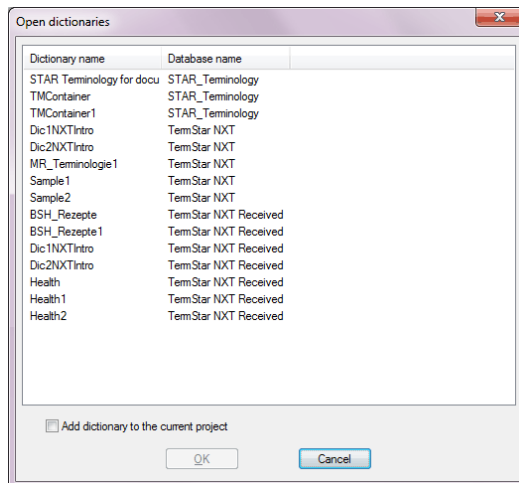 Open dictionaries
Dictionary name Database name
STAR Terminology for docu STAR_Terminology
TMContainer STAR_Terminology
TMContainer1 STAR_Terminology
Dic1NXTIntro TermStar NXT
Dic2NXTIntro TermStar NXT
MR_Terminologie1 TermStar NXT
Sample1 TermStar NXT
Sample2 TermStar NXT
BSH_Rezepte TermStar NXT Received
BSH_Rezepte1 TermStar NXT Received
Dic1NXTIntro TermStar NXT Received
Dic2NXTIntro TermStar NXT Received
Health TermStar NXT Received
Health1 TermStar NXT Received
Health2 TermStar NXT Received
Add dictionary to the current project
OK Cancel